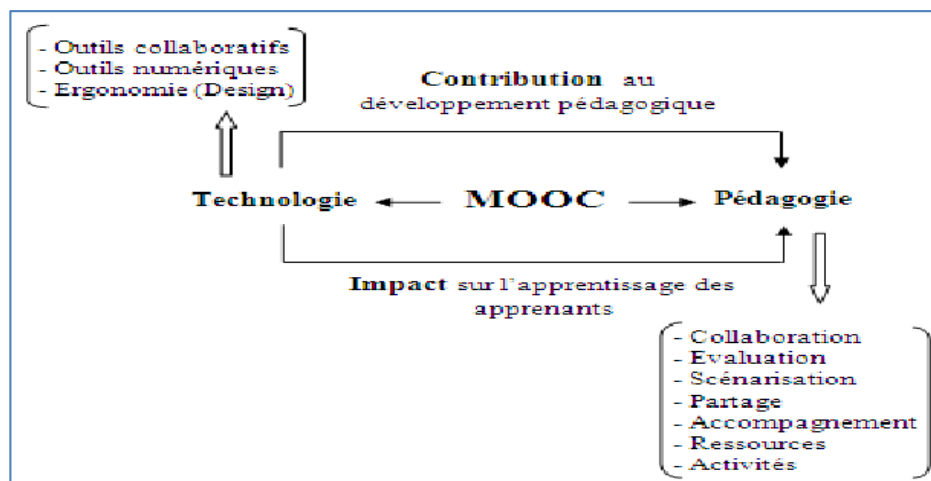 - Outils collaboratifs
- Outils numériques
- Ergonomie (Design)
Contribution au
développement pédagogique
Technologie
MOOC
Pédagogie
Impact sur l'apprentissage des
apprenants
- Collaboration
- Evaluation
- Scénarisation
- Partage
- Accompagnement
- Ressources
- Activités